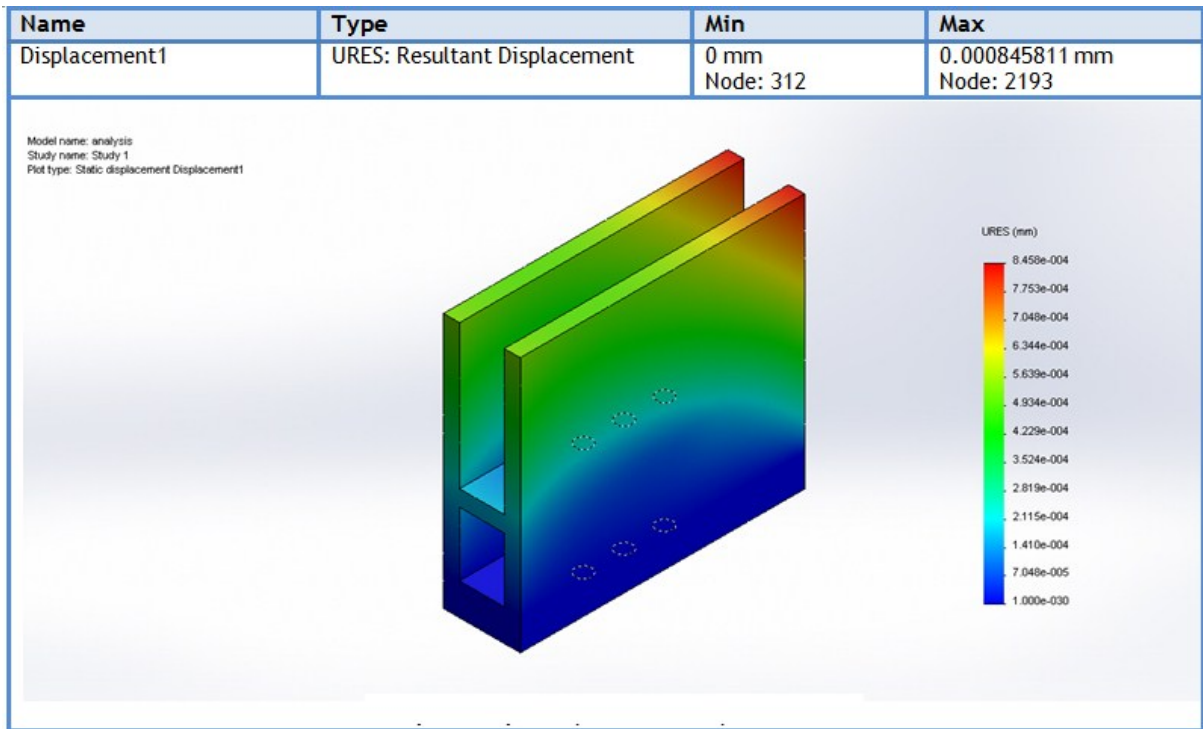 Name Type Min Max
Displacement1 URES: Resultant Displacement 0 mm 0.000845811 mm
Node: 312 Node: 2193
Model name: analysis
Study name: Study 1
Plot type: Static displacement Displacement1
URES (mm)
8.458e-004
7.753e-004
7.048e-004
6.344e-004
5.639e-004
4.934e-004
4.229e-004
3.524e-004
2.819e-004
2.115e-004
1.410e-004
7.048e-005
1.000e-030